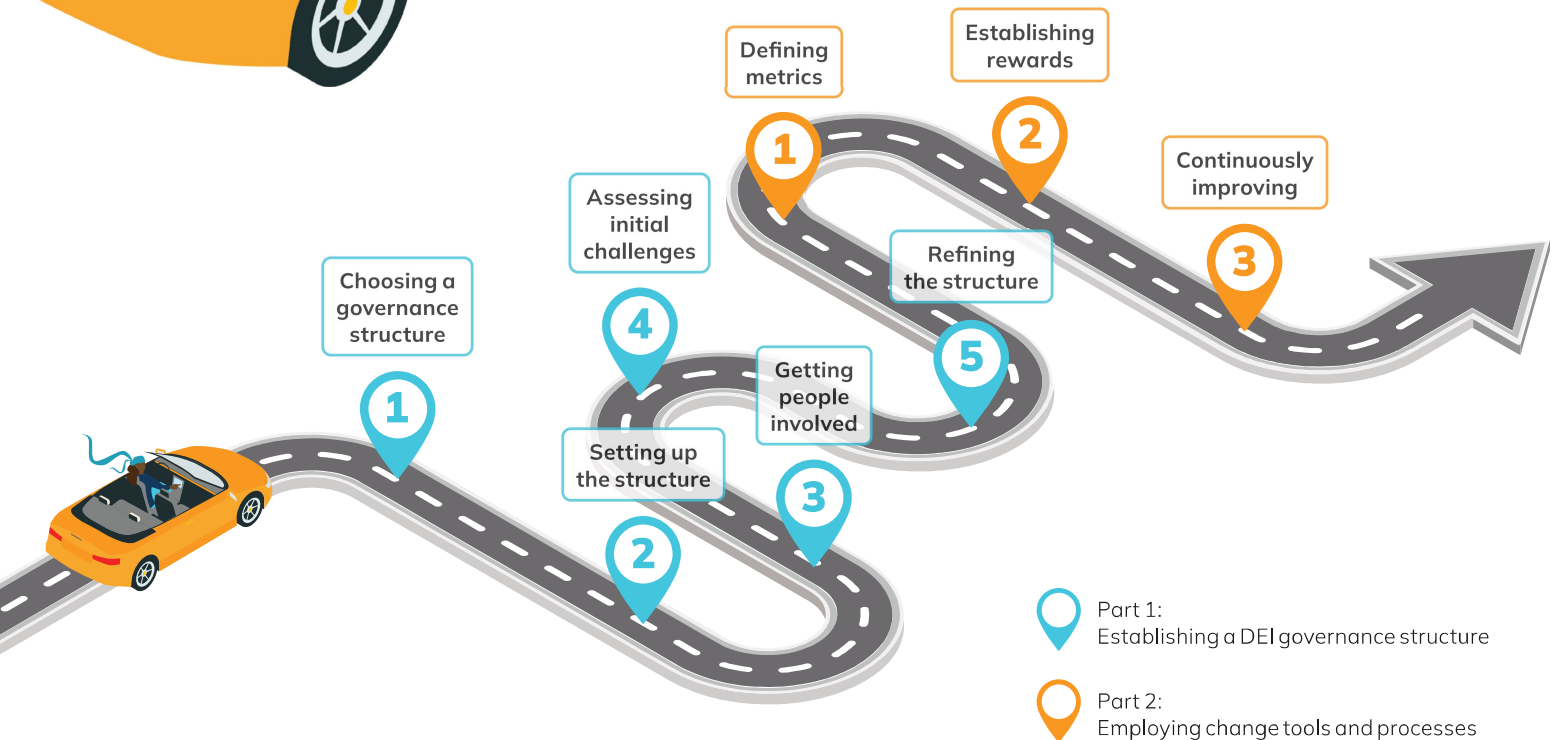 Choosing a
governance
structure
1
Setting up
the structure
2
Getting
people
involved
3
Assessing
initial
challenges
4
Refining
the structure
5
Defining
metrics
1
Establishing
rewards
2
Continuously
improving
3
Part 1:
Establishing a DEI governance structure
Part 2:
Employing change tools and processes